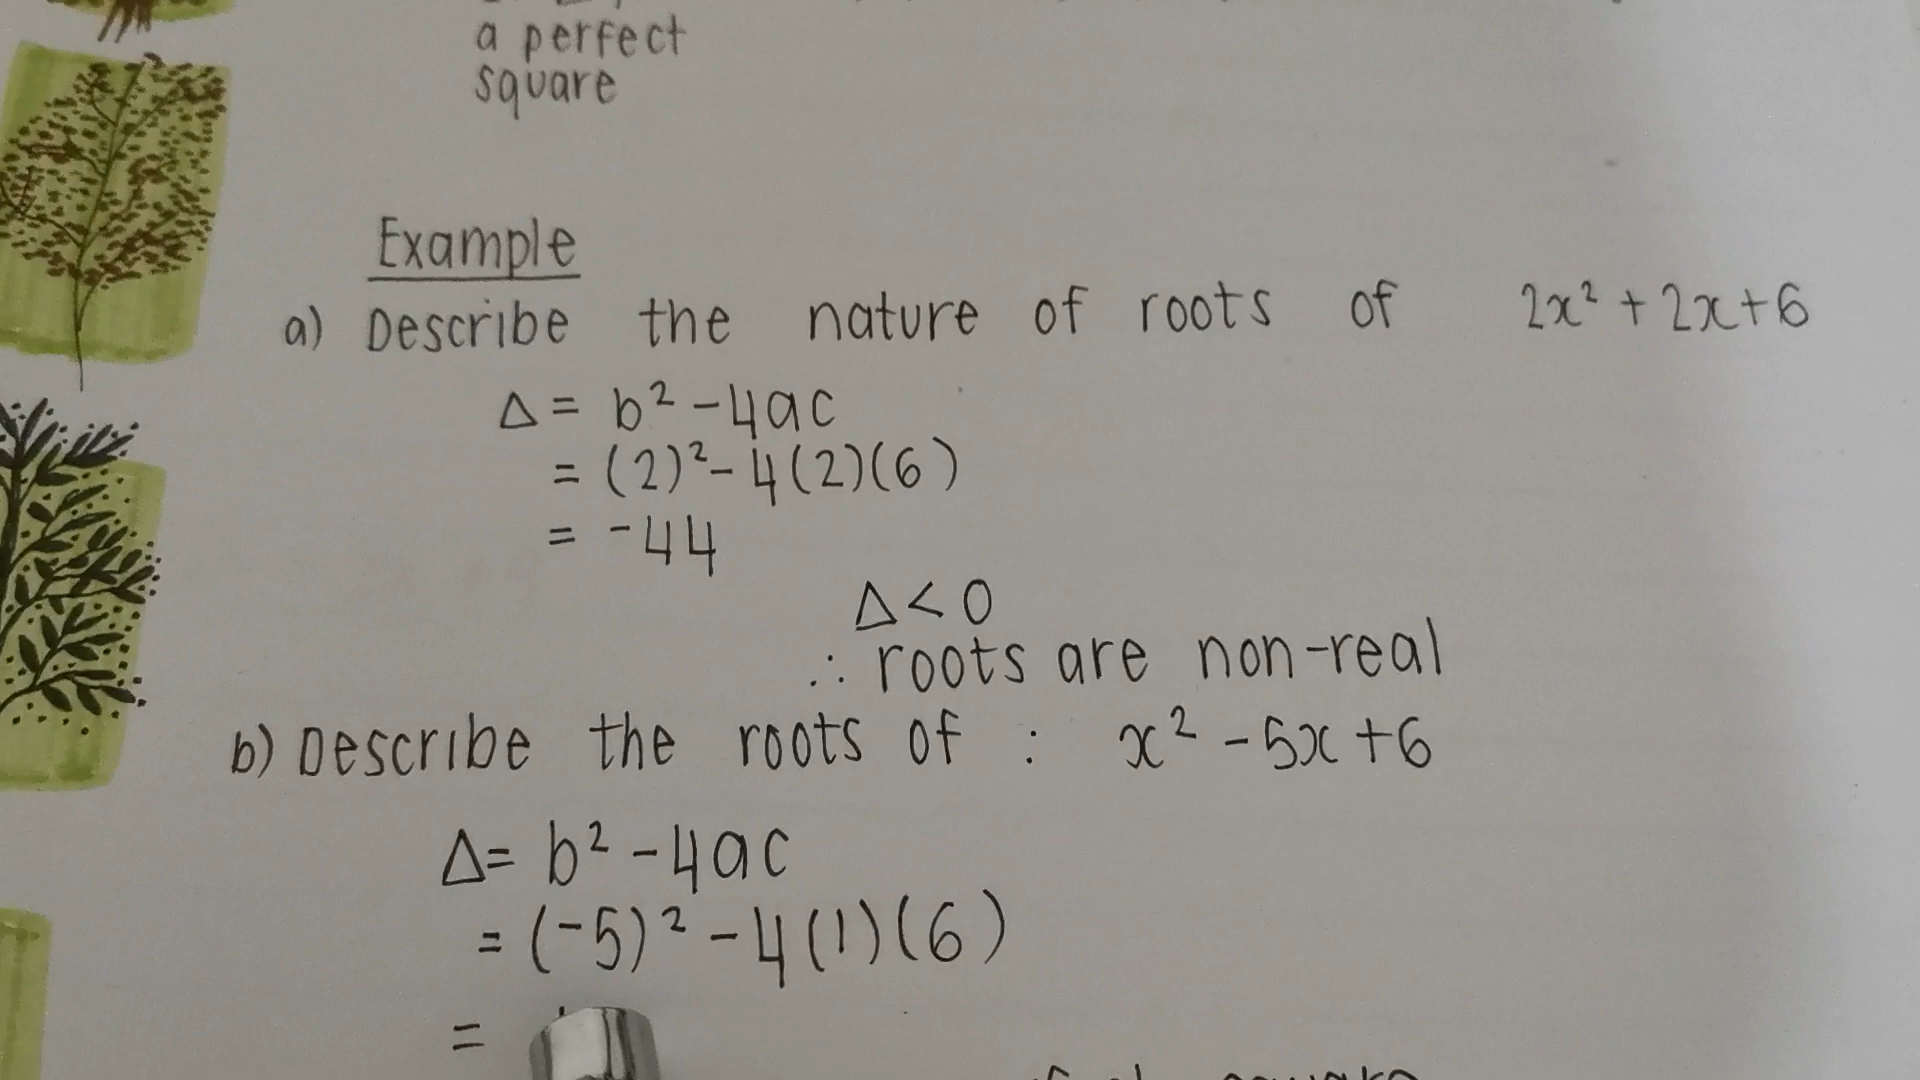 a perfect
square
Example
a) Describe the nature of roots of 2x² + 2x + 6
Δ = b² - 4ac
= (2)² - 4(2)(6)
= -44
Δ < 0
∴ roots are non-real
b) Describe the roots of : x² - 5x + 6
Δ = b² - 4ac
= (-5)² - 4(1)(6)
=